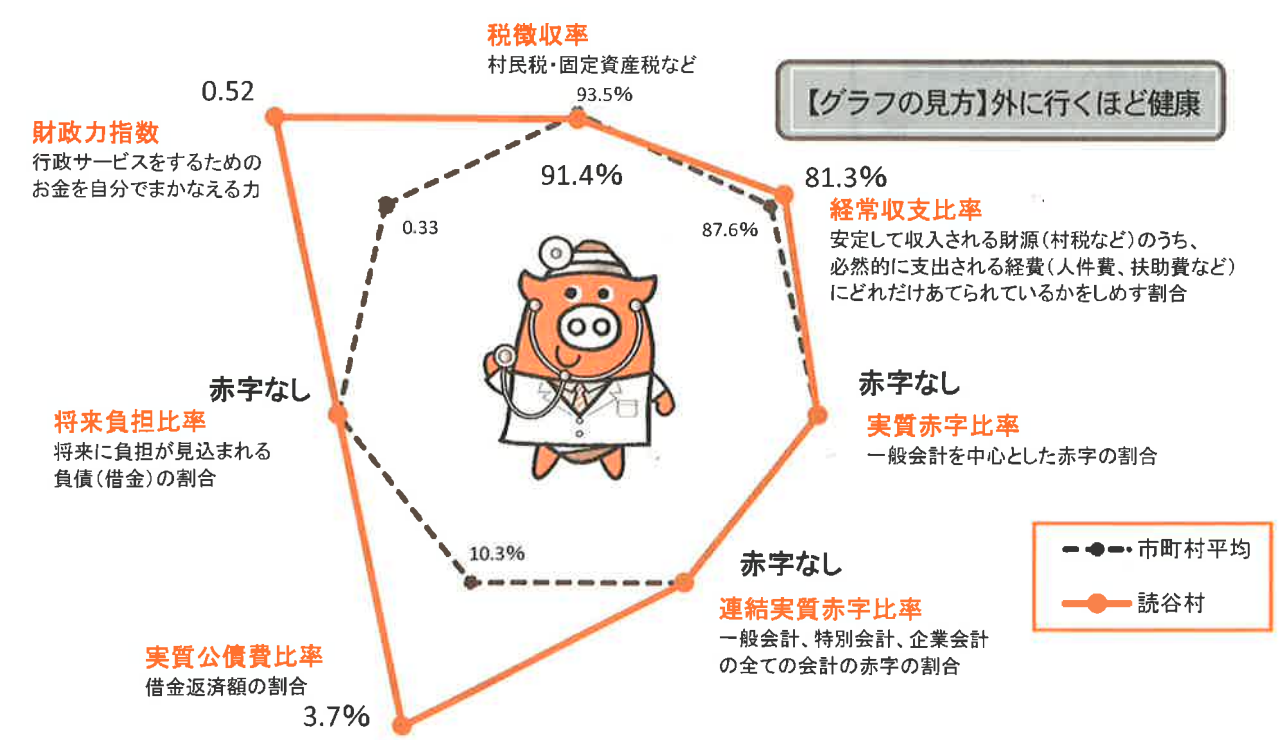 税徴収率
村民税・固定資産税など
93.5%
91.4%
【グラフの見方】外に行くほど健康
0.52
財政力指数
行政サービスをするための
お金を自分でまかなえる力
0.33
81.3%
87.6%
経常収支比率
安定して収入される財源（村税など）のうち、
必然的に支出される経費（人件費、扶助費など）
にどれだけあてられているかをしめす割合
赤字なし
将来負担比率
将来に負担が見込まれる
負債（借金）の割合
赤字なし
実質赤字比率
一般会計を中心とした赤字の割合
10.3%
赤字なし
連結実質赤字比率
一般会計、特別会計、企業会計
の全ての会計の赤字の割合
実質公債費比率
借金返済額の割合
3.7%
市町村平均
読谷村